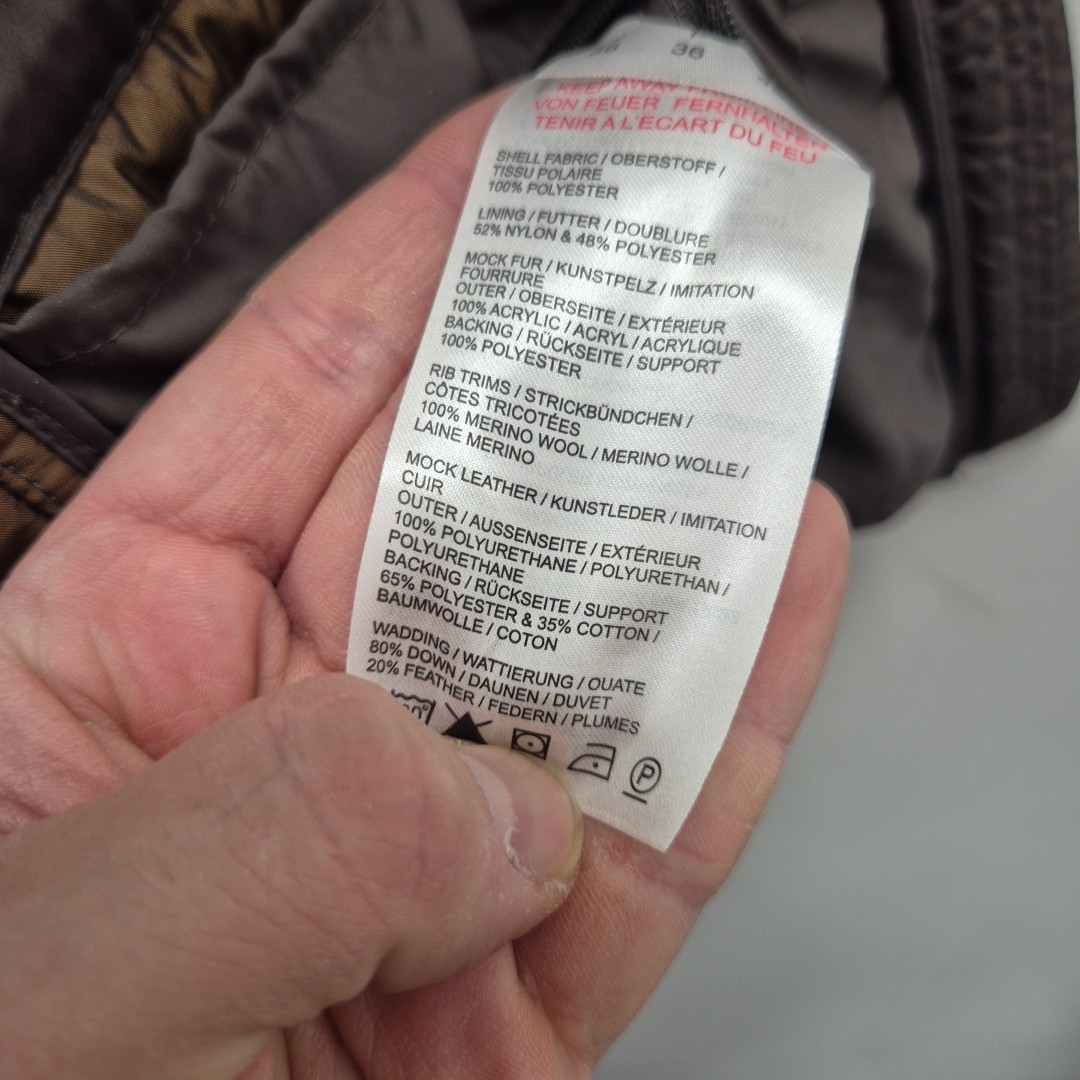 36 36
KEEP AWAY
VON FEUER FERNHALTEN
TENIR A L'ECART DU FEU
SHELL FABRIC / OBERSTOFF /
TISSU POLAIRE
100% POLYESTER
LINING / FUTTER / DOUBLURE
52% NYLON & 48% POLYESTER
MOCK FUR / KUNSTPELZ / IMITATION
FOURRURE
OUTER / OBERSEITE / EXTÉRIEUR
100% ACRYLIC / ACRYL / ACRYLIQUE
BACKING / RÜCKSEITE / SUPPORT
100% POLYESTER
RIB TRIMS / STRICKBÜNDCHEN /
CÔTES TRICOTÉES
100% MERINO WOOL / MERINO WOLLE /
LAINE MERINO
MOCK LEATHER / KUNSTLEDER / IMITATION
CUIR
OUTER / AUSSENSEITE / EXTÉRIEUR
100% POLYURETHANE / POLYURETHAN /
POLYURETHANE
BACKING / RÜCKSEITE / SUPPORT
65% POLYESTER & 35% COTTON /
BAUMWOLLE / COTON
WADDING / WATTIERUNG / OUATE
80% DOWN / DAUNEN / DUVET
20% FEATHER / FEDERN / PLUMES
P